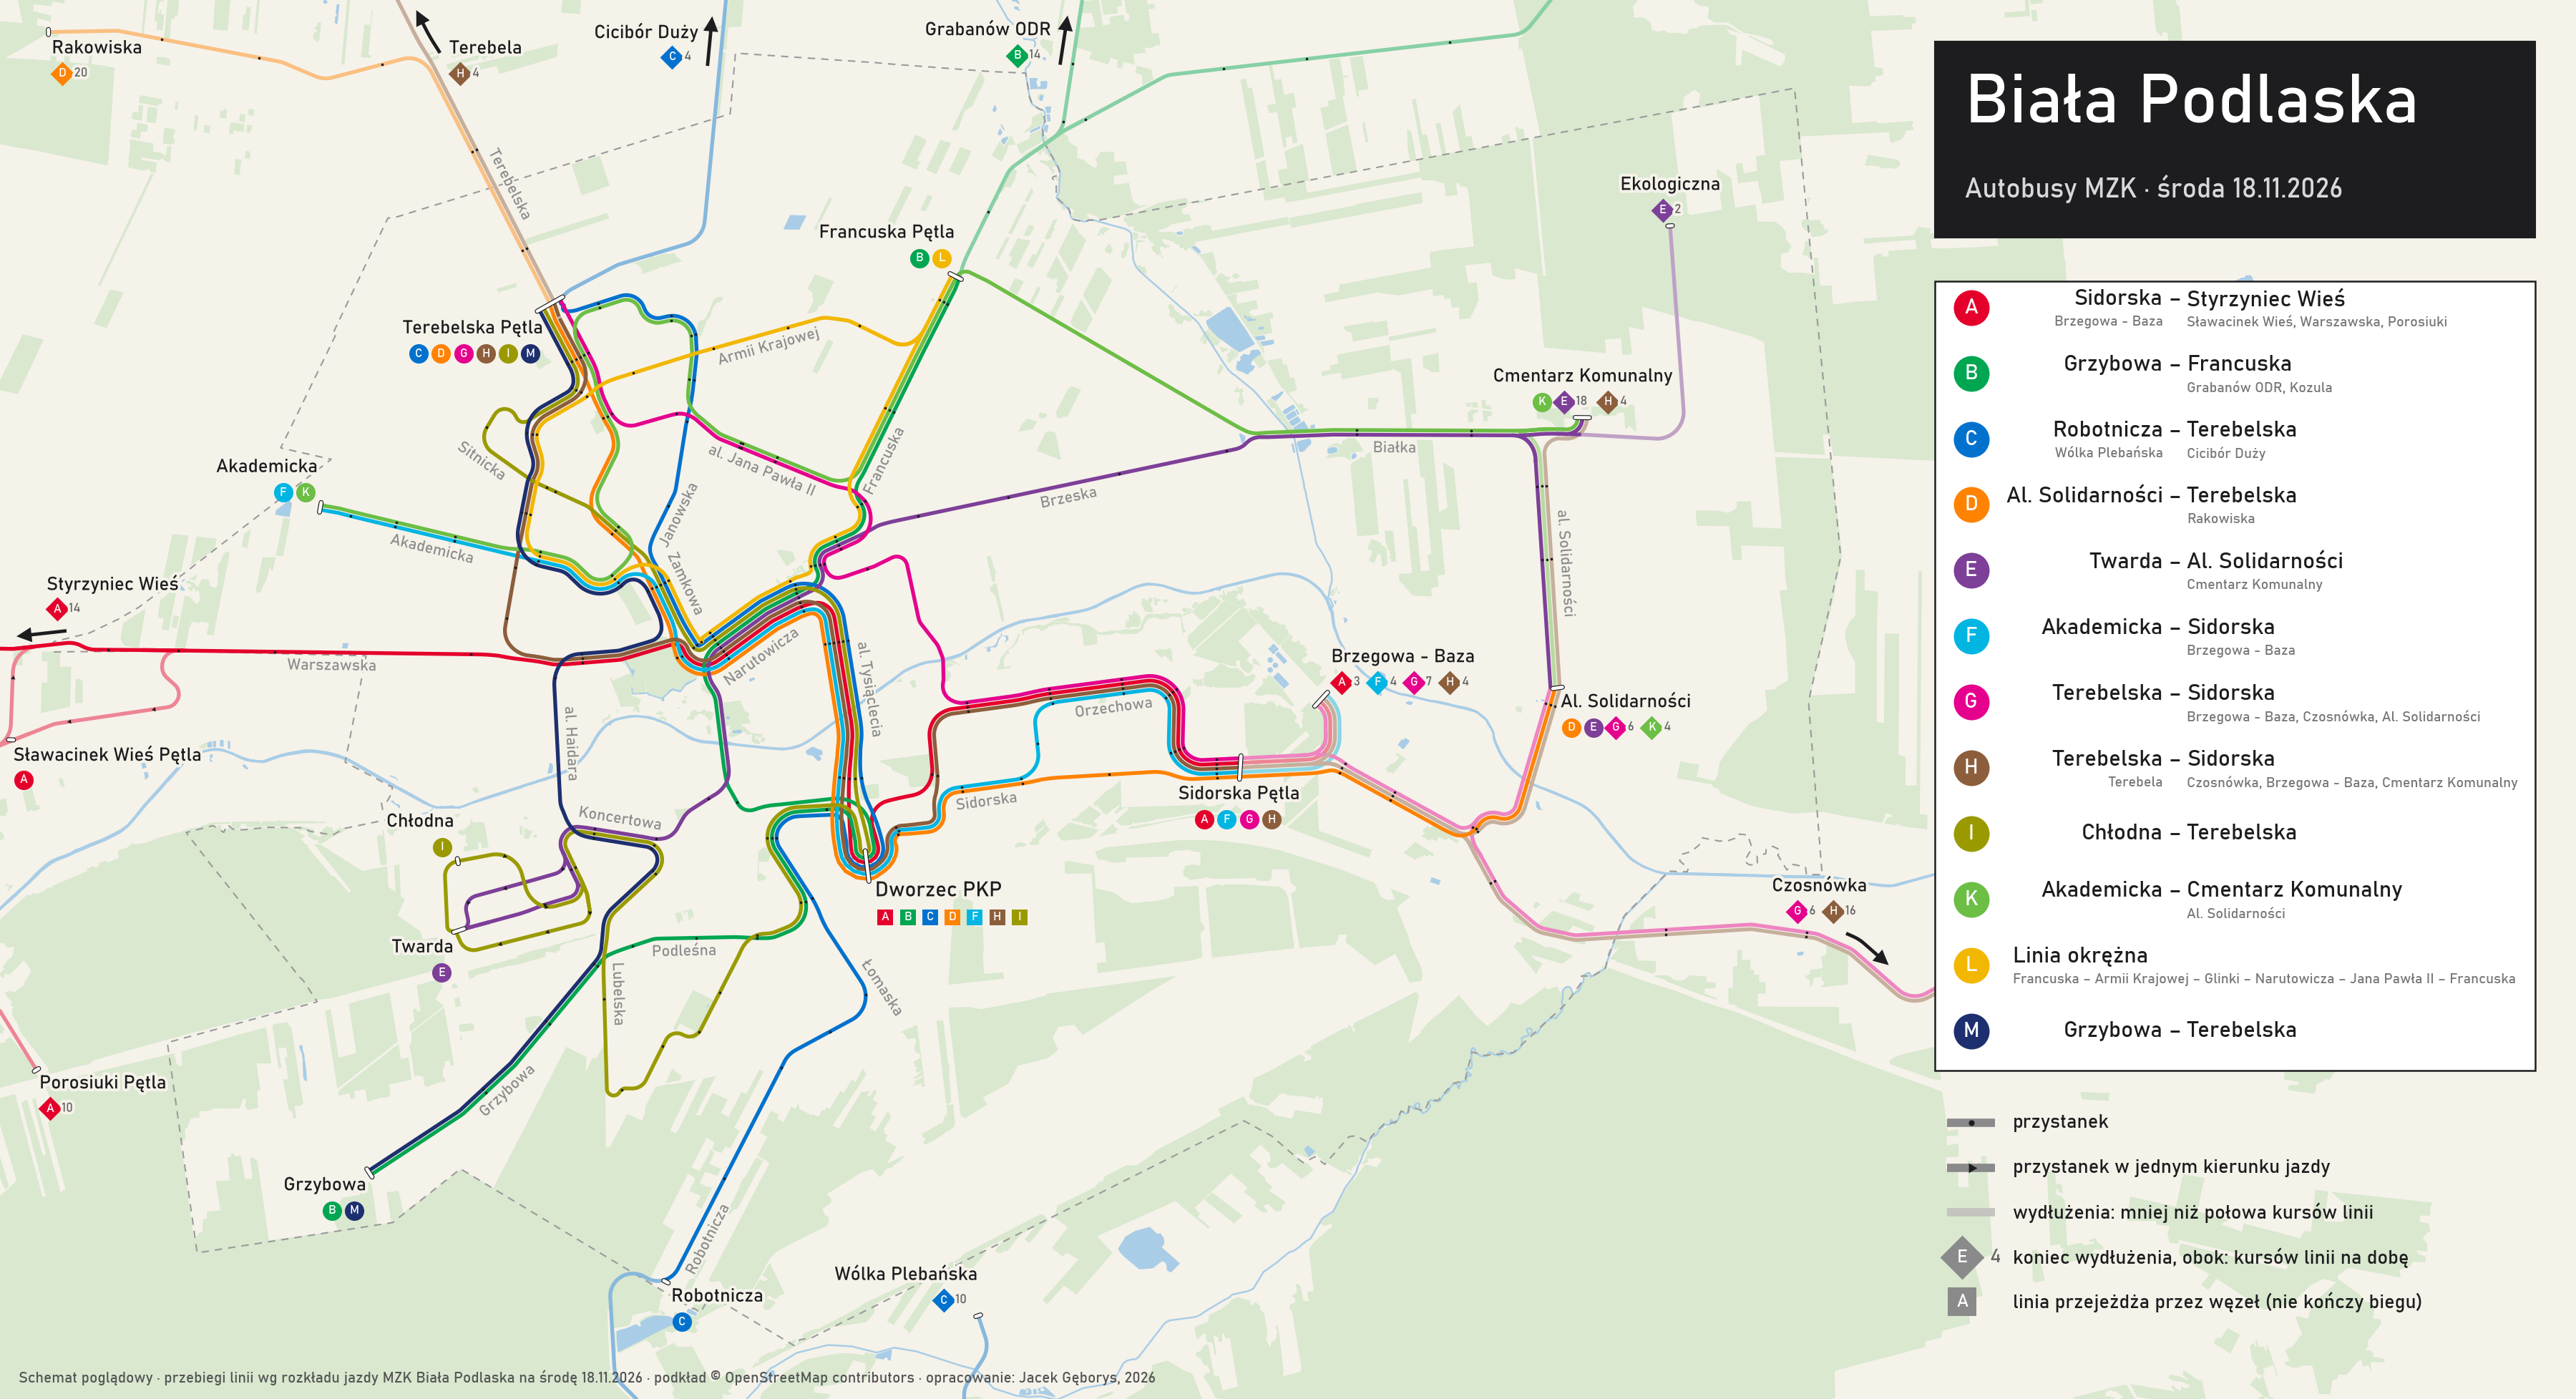 Biała Podlaska
Autobusy MZK · środa 18.11.2026
Rakowiska
D 20
Terebela
H 4
Cicibór Duży
C 4
Grabanów ODR
B 14
Terebelska
Ekologiczna
E 2
Francuska Pętla
B L
Terebelska Pętla
C D G H I M
Armii Krajowej
Cmentarz Komunalny
K E 18 H 4
Białka
Sitnicka
al. Jana Pawła II
Francuska
Akademicka
F K
Akademicka
Janowska
Brzeska
al. Solidarności
Zamkowa
Styrzyniec Wieś
A 14
Warszawska
Narutowicza
al. Tysiąclecia
Brzegowa - Baza
A 3 F 4 G 7 H 4
Orzechowa
Al. Solidarności
D E G 6 K 4
al. Haidara
Sławacinek Wieś Pętla
A
Sidorska
Sidorska Pętla
A F G H
Chłodna
I
Koncertowa
Dworzec PKP
A B C D F H I
Czosnówka
G 6 H 16
Twarda
E
Podleśna
Lubelska
Łomaska
Porosiuki Pętla
A 10
Grzybowa
Grzybowa
B M
Robotnicza
Robotnicza
C
Wólka Plebańska
C 10
A Sidorska – Styrzyniec Wieś
Brzegowa - Baza Sławacinek Wieś, Warszawska, Porosiuki
B Grzybowa – Francuska
Grabanów ODR, Kozula
C Robotnicza – Terebelska
Wólka Plebańska Cicibór Duży
D Al. Solidarności – Terebelska
Rakowiska
E Twarda – Al. Solidarności
Cmentarz Komunalny
F Akademicka – Sidorska
Brzegowa - Baza
G Terebelska – Sidorska
Brzegowa - Baza, Czosnówka, Al. Solidarności
H Terebelska – Sidorska
Terebela Czosnówka, Brzegowa - Baza, Cmentarz Komunalny
I Chłodna – Terebelska
K Akademicka – Cmentarz Komunalny
Al. Solidarności
L Linia okrężna
Francuska – Armii Krajowej – Glinki – Narutowicza – Jana Pawła II – Francuska
M Grzybowa – Terebelska
przystanek
przystanek w jednym kierunku jazdy
wydłużenia: mniej niż połowa kursów linii
E 4 koniec wydłużenia, obok: kursów linii na dobę
A linia przejeżdża przez węzeł (nie kończy biegu)
Schemat poglądowy · przebiegi linii wg rozkładu jazdy MZK Biała Podlaska na środę 18.11.2026 · podkład © OpenStreetMap contributors · opracowanie: Jacek Gęborys, 2026